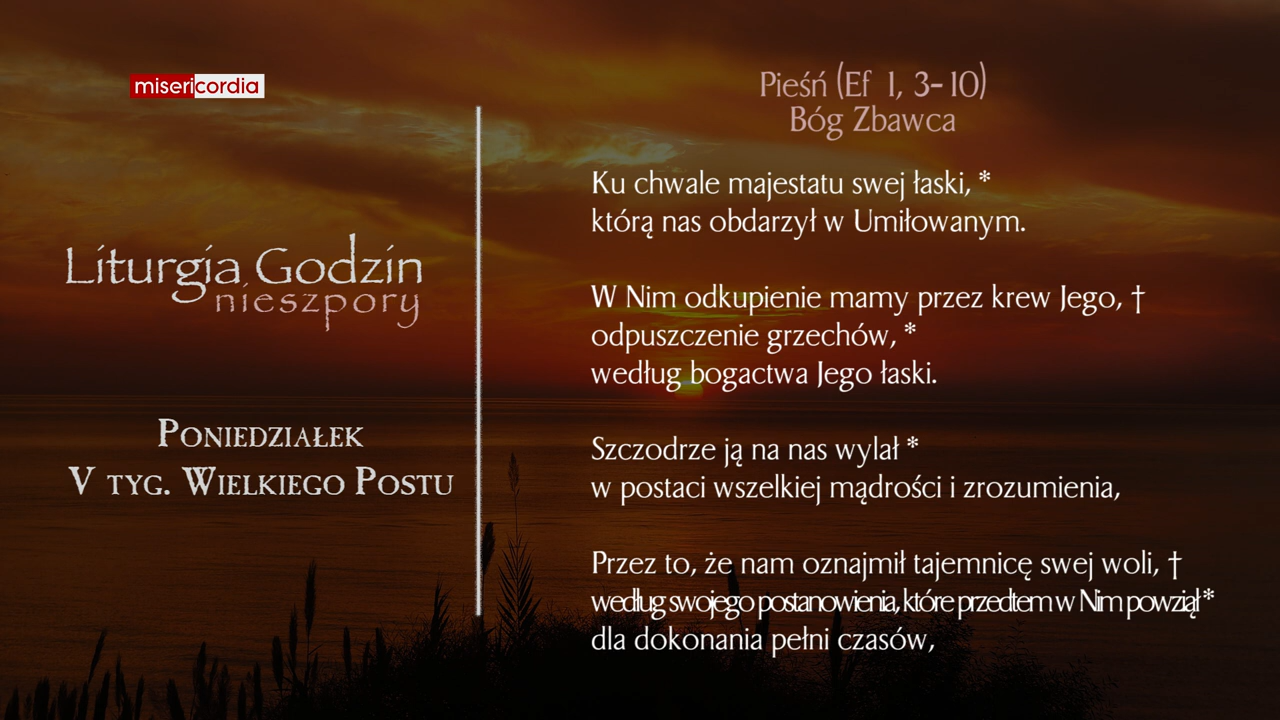 misericordia
Liturgia Godzin
nieszpory
Poniedziałek
V tyg. Wielkiego Postu
Pieśń (Ef 1, 3-10)
Bóg Zbawca
Ku chwale majestatu swej łaski, *
którą nas obdarzył w Umiłowanym.
W Nim odkupienie mamy przez krew Jego, †
odpuszczenie grzechów, *
według bogactwa Jego łaski.
Szczodrze ją na nas wylał *
w postaci wszelkiej mądrości i zrozumienia,
Przez to, że nam oznajmił tajemnicę swej woli, †
według swojego postanowienia, które przedtem w Nim powziął *
dla dokonania pełni czasów,